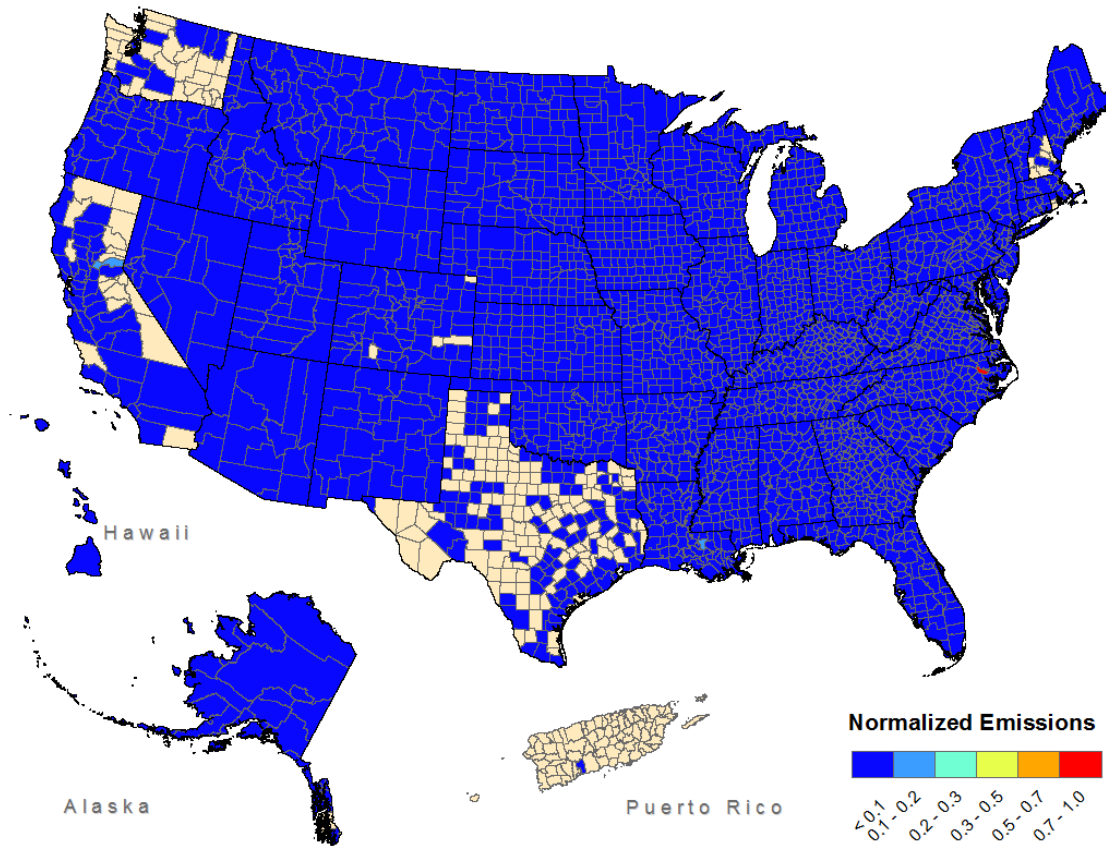 Hawaii
Alaska
Puerto Rico
Normalized Emissions
< 0.1
0.1 - 0.2
0.2 - 0.3
0.3 - 0.5
0.5 - 0.7
0.7 - 1.0